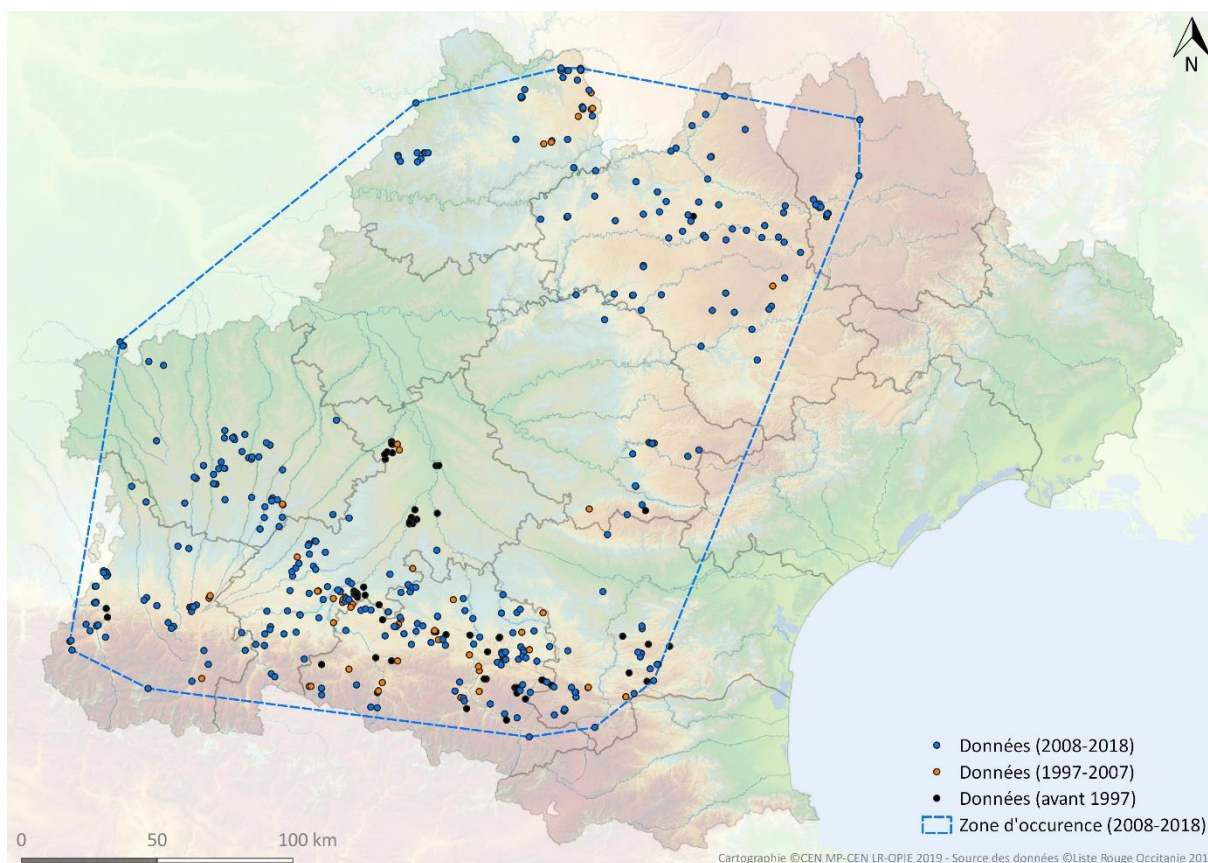 N
Données (2008-2018)
Données (1997-2007)
Données (avant 1997)
Zone d'occurence (2008-2018)
0 50 100 km
Cartographie ©CEN MP-CEN LR-OPIE 2019 - Source des données ©Liste Rouge Occitanie 201